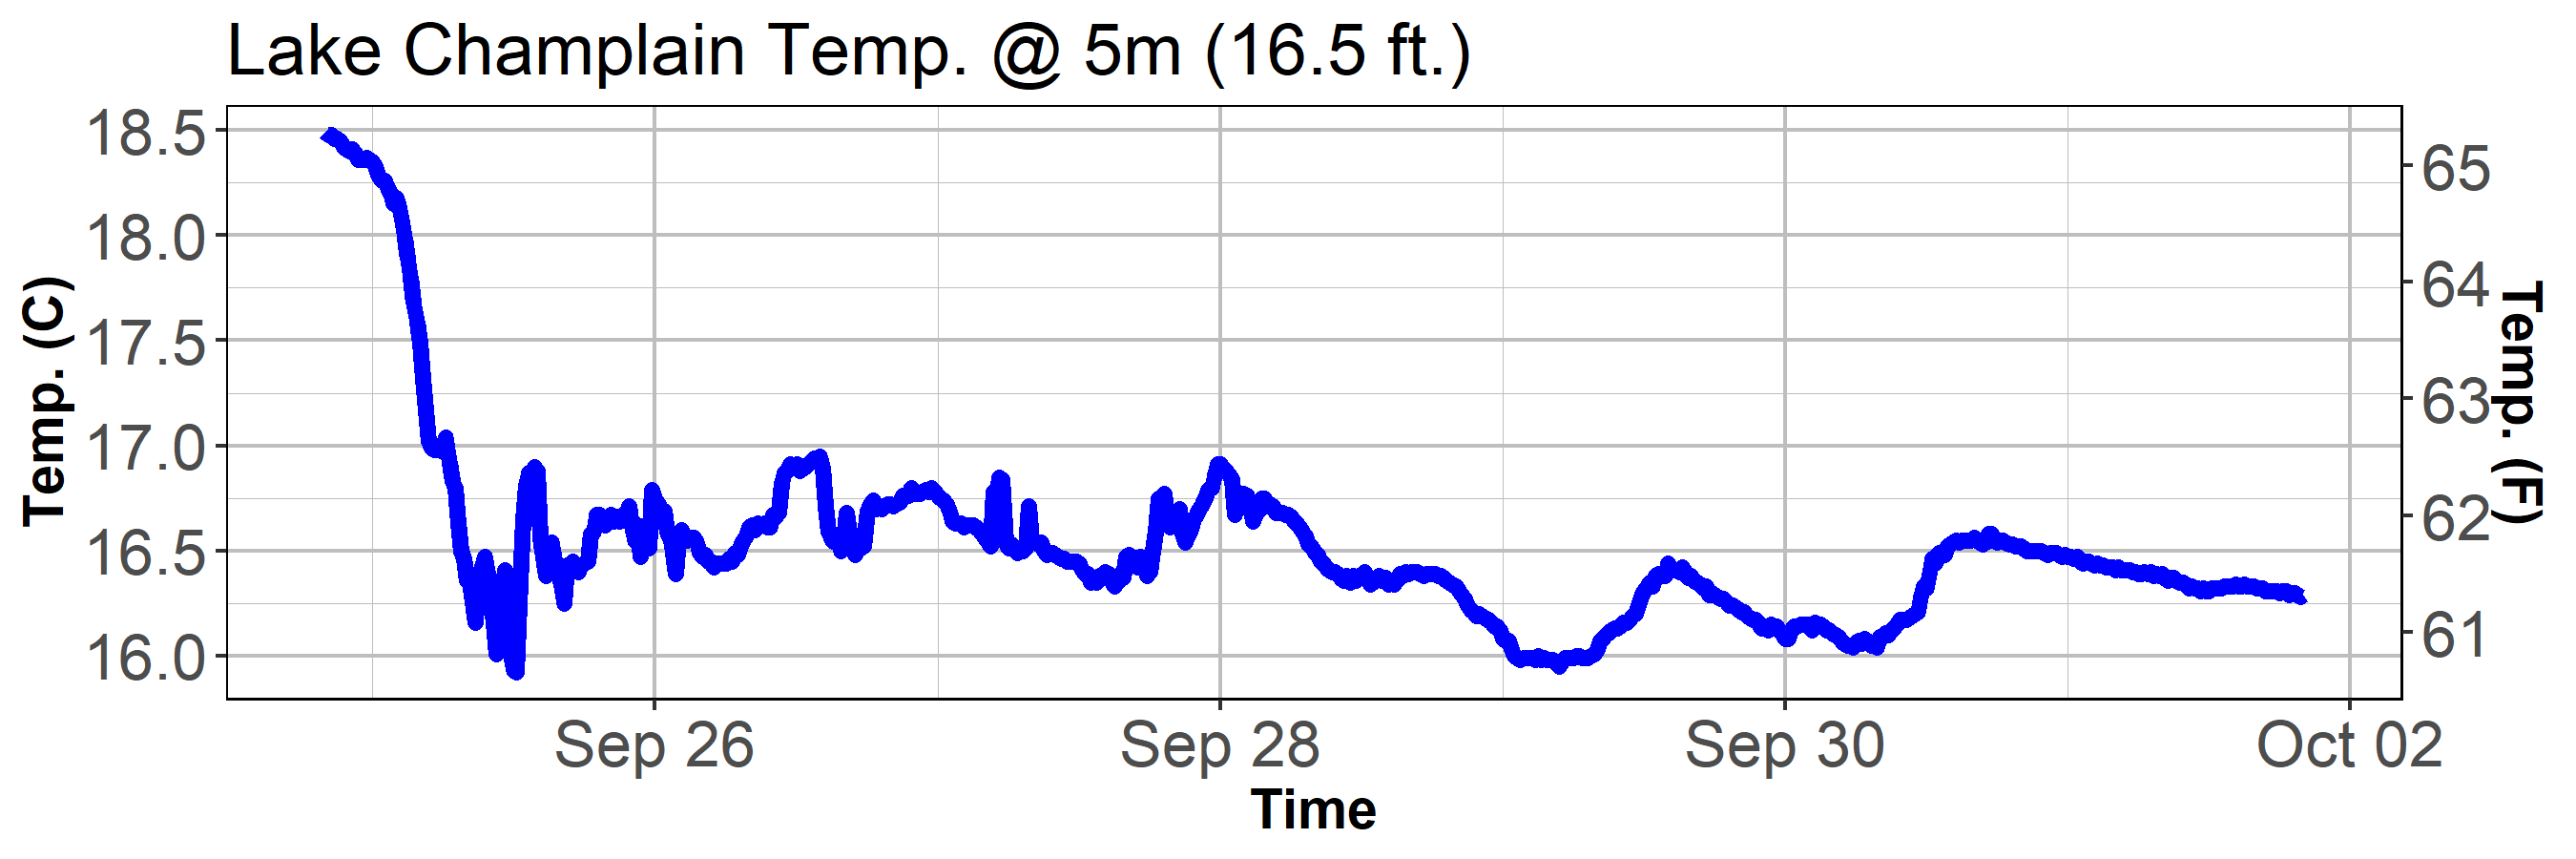 Lake Champlain Temp. @ 5m (16.5 ft.)
18.5
18.0
17.5
17.0
16.5
16.0
Temp. (C)
65
64
63
62
61
Temp. (F)
Sep 26
Sep 28
Sep 30
Oct 02
Time